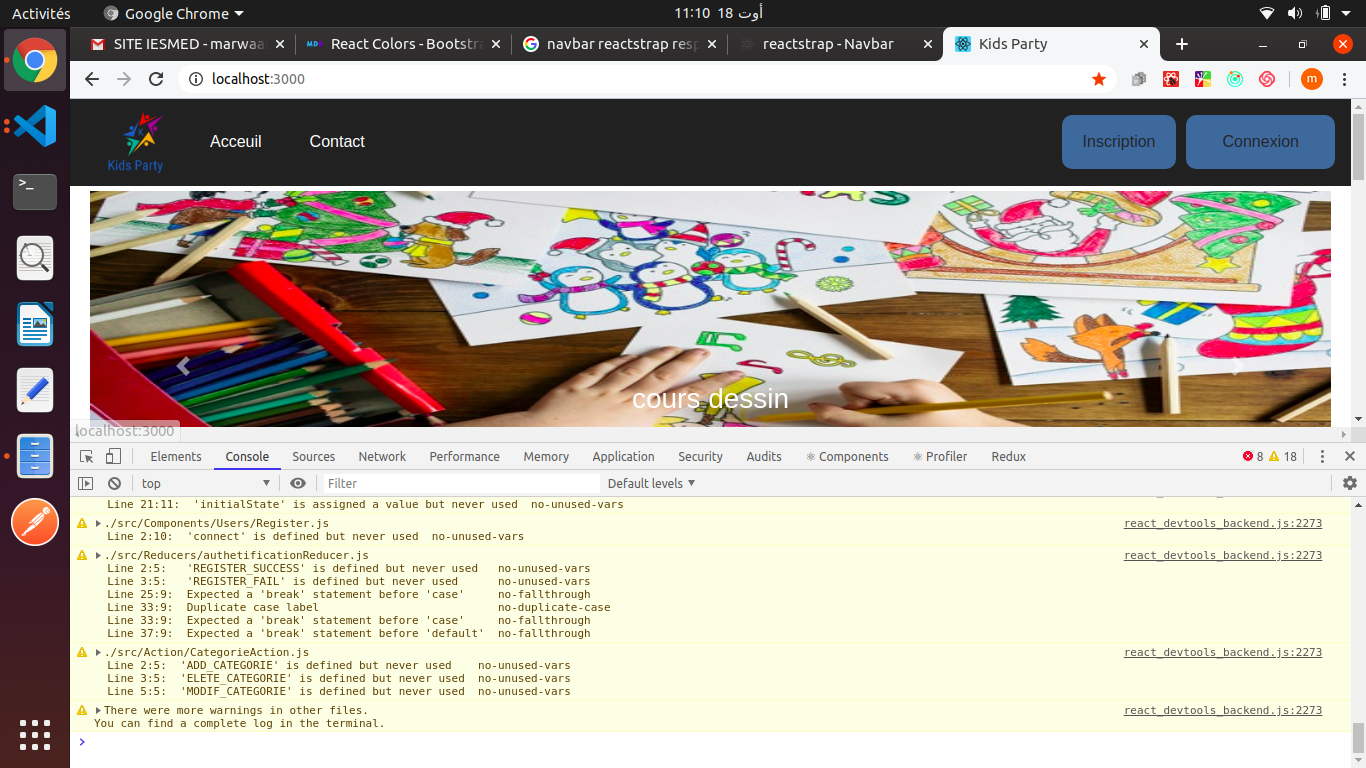 Activités
Google Chrome
11:10 18 أوت
SITE IESMED - marwaa
React Colors - Bootstra
navbar reactstrap resp
reactstrap - Navbar
Kids Party
localhost:3000
m
Kids Party
Acceuil
Contact
Inscription
Connexion
cours dessin
localhost:3000
Elements
Console
Sources
Network
Performance
Memory
Application
Security
Audits
Components
Profiler
Redux
8
18
top
Filter
Default levels
Line 21:11: 'initialState' is assigned a value but never used no-unused-vars
./src/Components/Users/Register.js react_devtools_backend.js:2273
Line 2:10: 'connect' is defined but never used no-unused-vars
./src/Reducers/authetificationReducer.js react_devtools_backend.js:2273
Line 2:5: 'REGISTER_SUCCESS' is defined but never used no-unused-vars
Line 3:5: 'REGISTER_FAIL' is defined but never used no-unused-vars
Line 25:9: Expected a 'break' statement before 'case' no-fallthrough
Line 33:9: Duplicate case label no-duplicate-case
Line 33:9: Expected a 'break' statement before 'case' no-fallthrough
Line 37:9: Expected a 'break' statement before 'default' no-fallthrough
./src/Action/CategorieAction.js react_devtools_backend.js:2273
Line 2:5: 'ADD_CATEGORIE' is defined but never used no-unused-vars
Line 3:5: 'ELETE_CATEGORIE' is defined but never used no-unused-vars
Line 5:5: 'MODIF_CATEGORIE' is defined but never used no-unused-vars
There were more warnings in other files. react_devtools_backend.js:2273
You can find a complete log in the terminal.